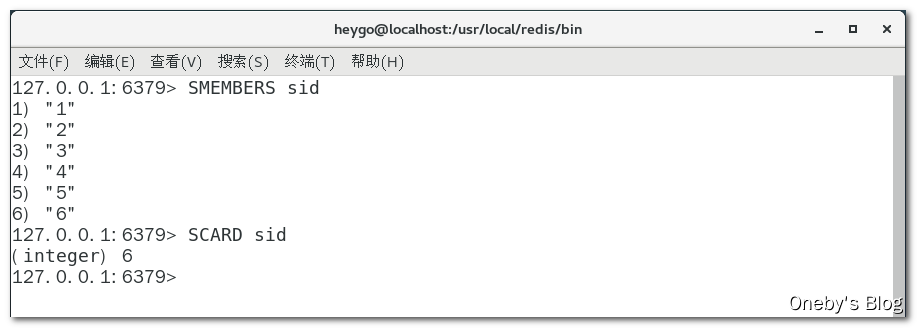 heygo@localhost:/usr/local/redis/bin
文件(F) 编辑(E) 查看(V) 搜索(S) 终端(T) 帮助(H)
127.0.0.1:6379> SMEMBERS sid
1) "1"
2) "2"
3) "3"
4) "4"
5) "5"
6) "6"
127.0.0.1:6379> SCARD sid
(integer) 6
127.0.0.1:6379>
Oneby's Blog